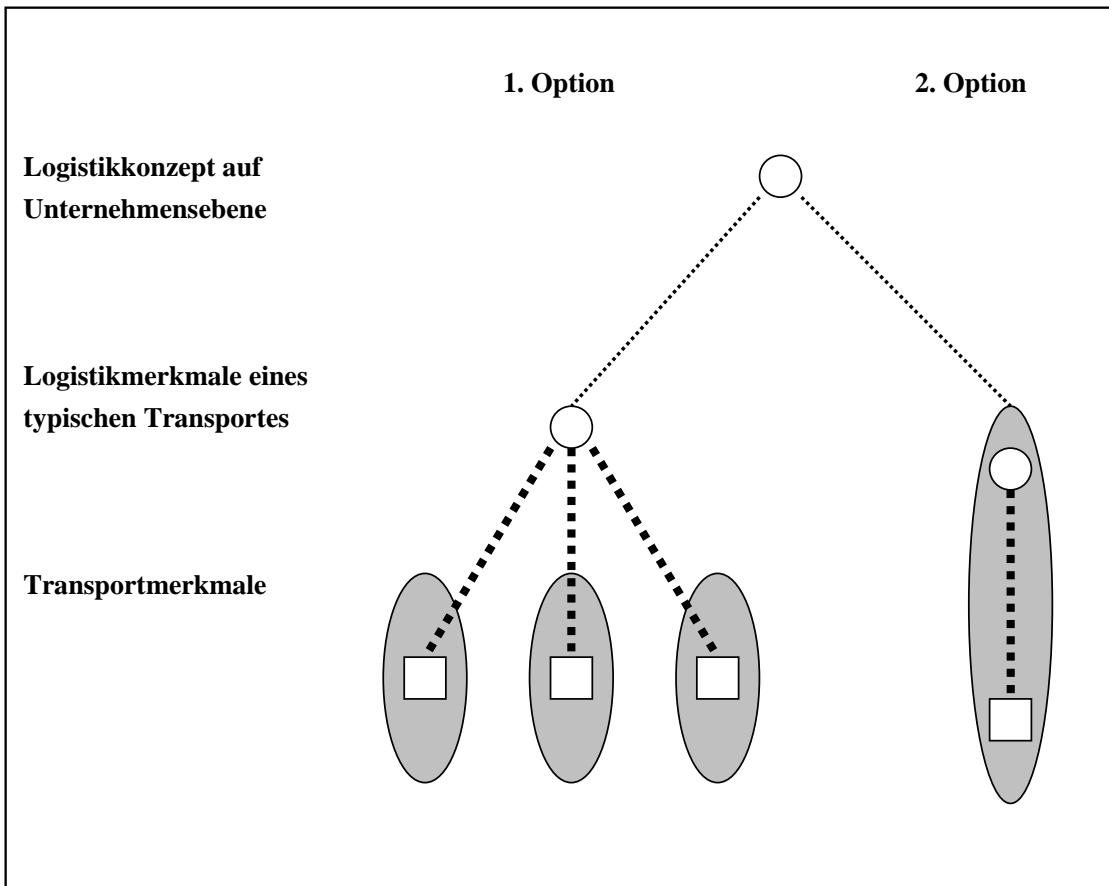 1. Option
2. Option
Logistikkonzept auf
Unternehmensebene
Logistikmerkmale eines
typischen Transportes
Transportmerkmale